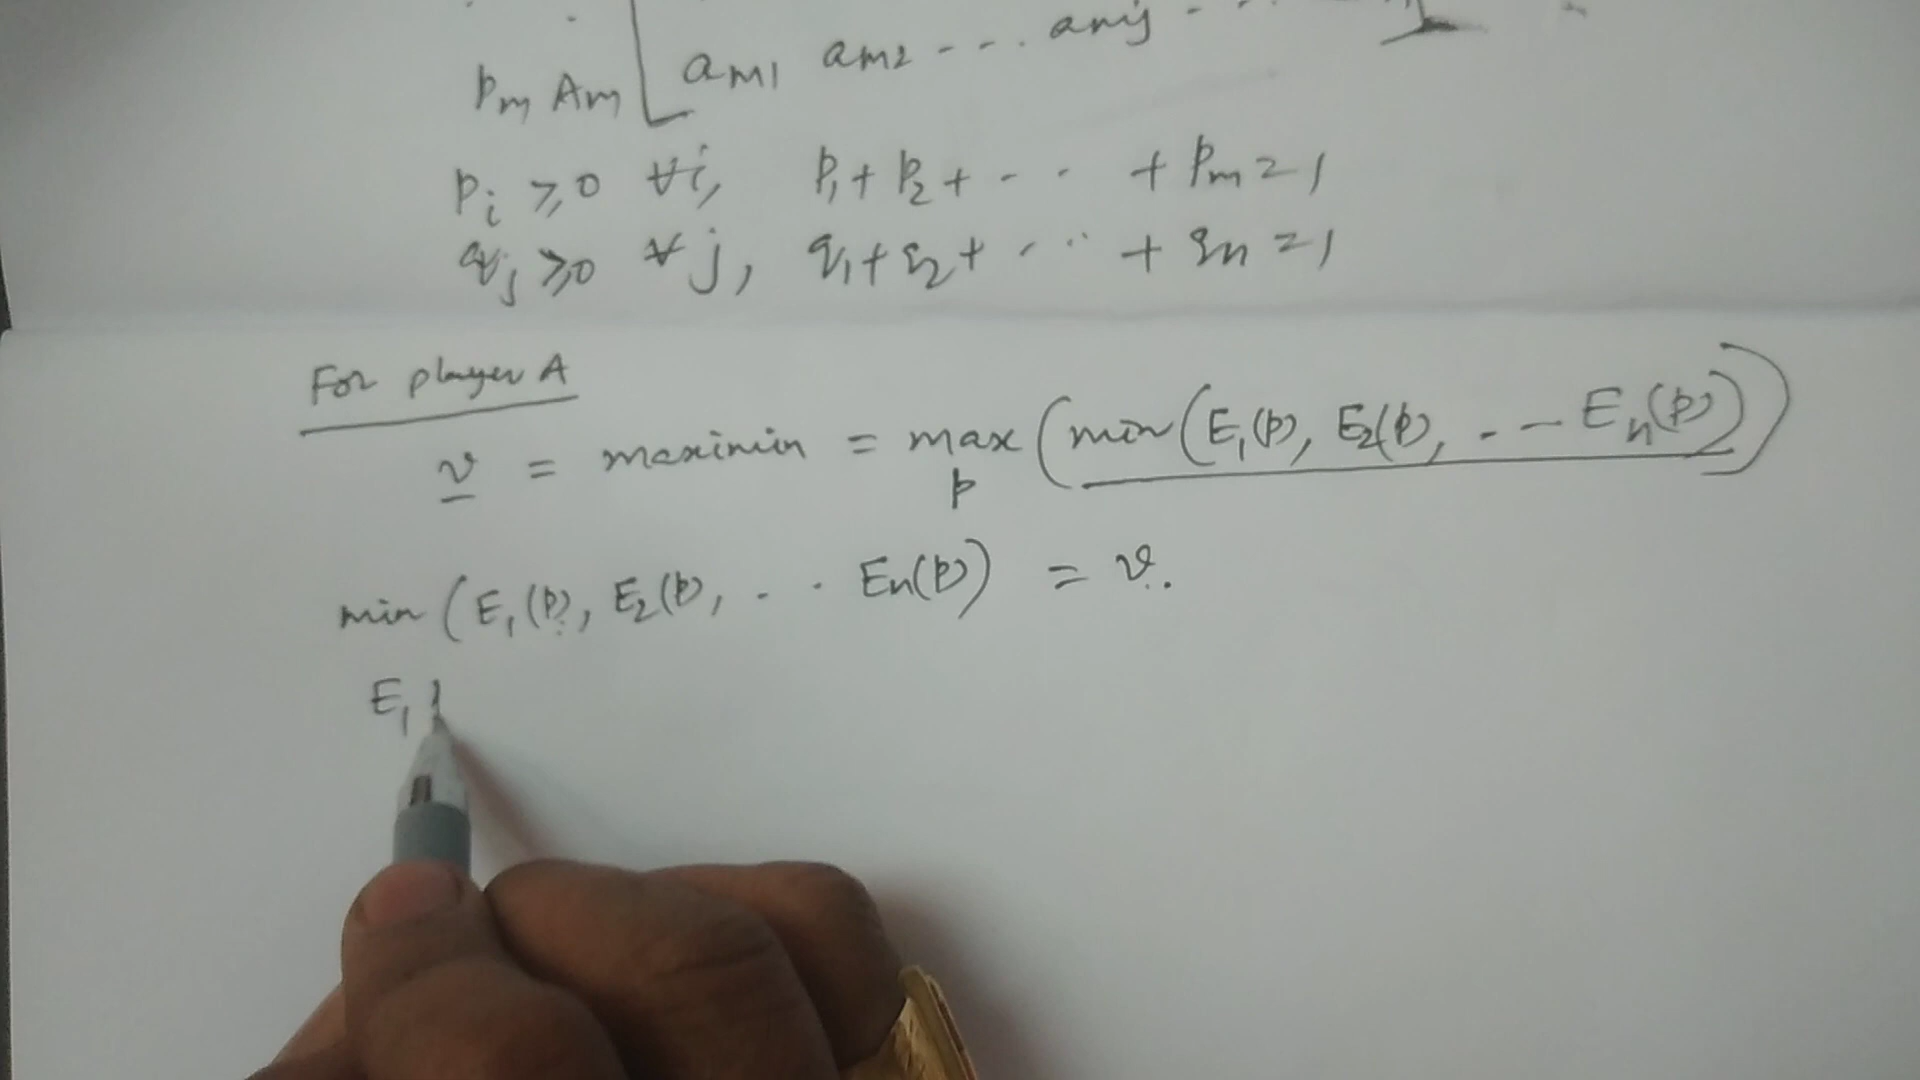 pm Am [ am1 am2 - - . . amj - . .
pi ≥ 0 ∀i, p1 + p2 + - - + pm = 1
qj ≥ 0 ∀j, q1 + q2 + - .. + qn = 1
For player A
v = maximin = max p (min (E1(p), E2(p), . - - En(p)))
min (E1(p), E2(p), . . En(p)) = v.
E1